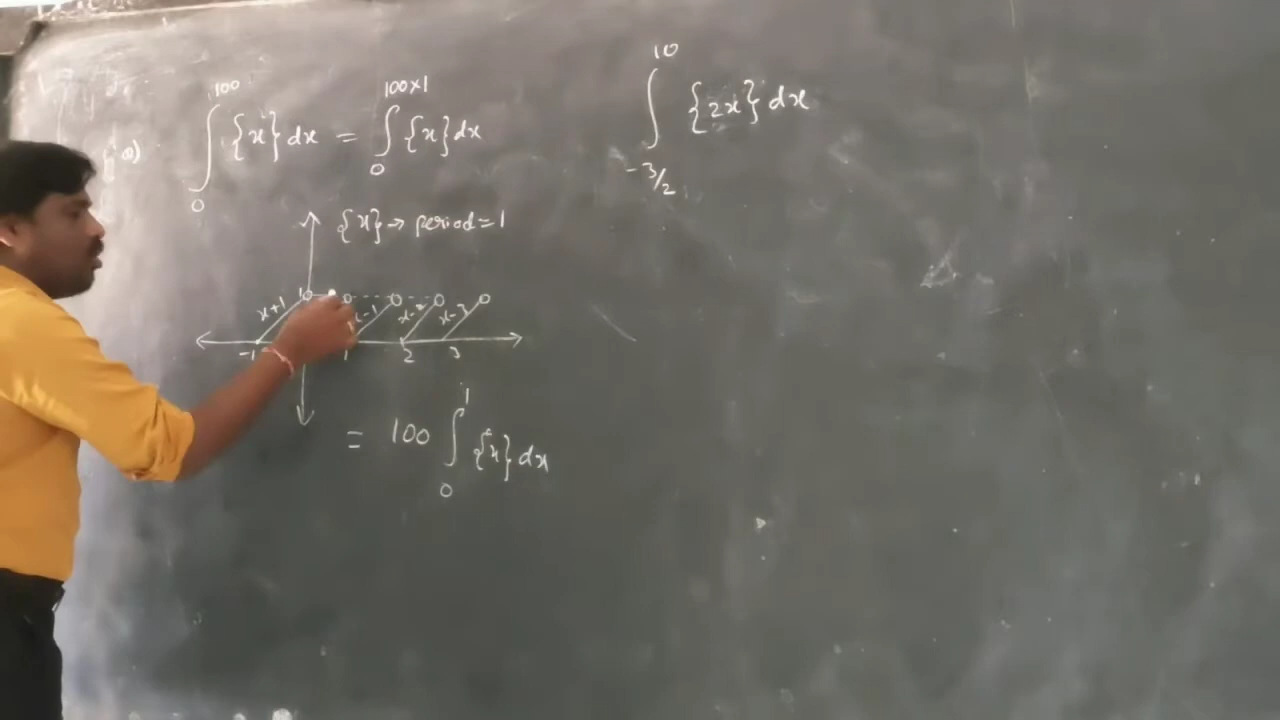 a) ∫₀¹⁰⁰ {x} dx = ∫₀¹⁰⁰ˣ¹ {x} dx
{x} → period = 1
x+1 x-1 x-2 x-3
-1 1 2 3
= 100 ∫₀¹ {x} dx
∫₋₃/₂¹⁰ {2x} dx